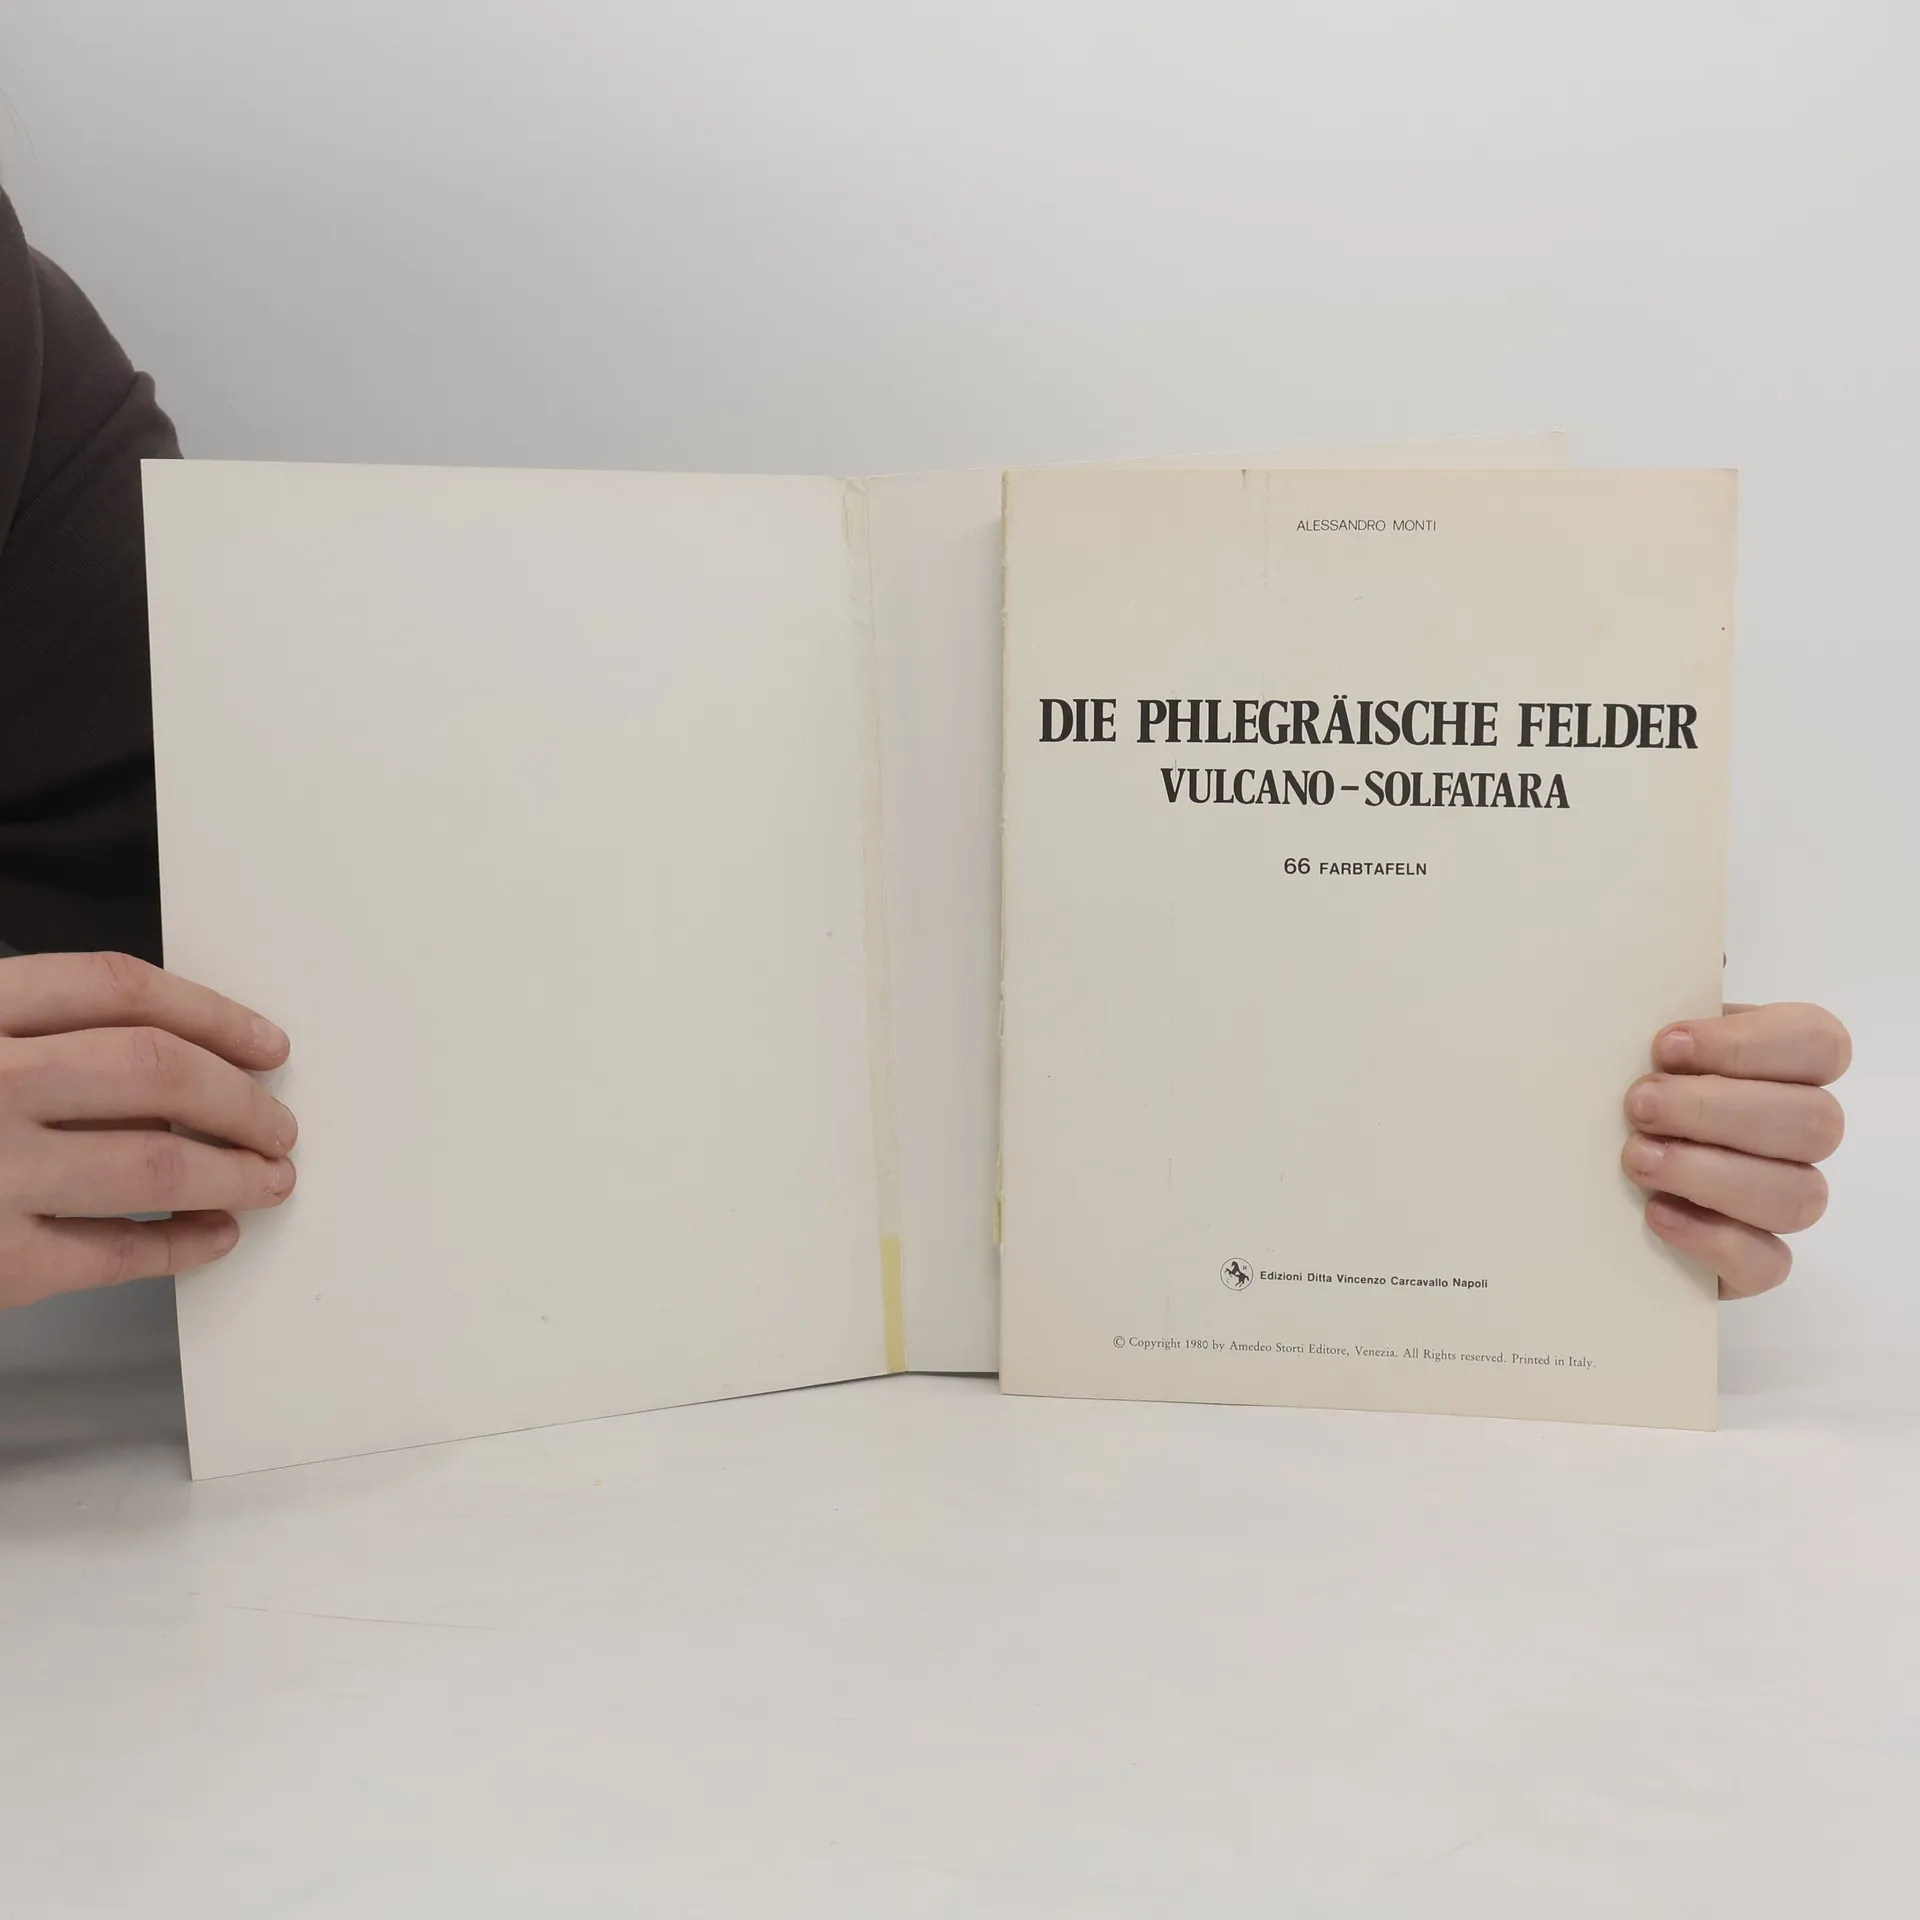 ALESSANDRO MONTI
DIE PHLEGRÄISCHE FELDER
VULCANO-SOLFATARA
66 FARBTAFELN
Edizioni Ditta Vincenzo Carcavallo Napoli
© Copyright 1980 by Amedeo Storti Editore, Venezia. All Rights reserved. Printed in Italy.